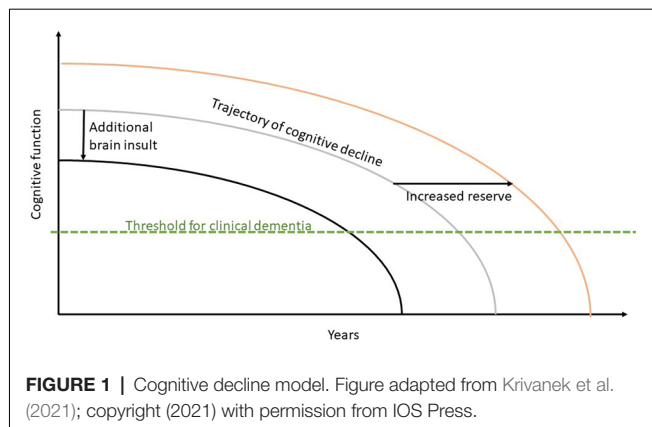 Cognitive function
Trajectory of cognitive decline
Additional
brain insult
Increased reserve
Threshold for clinical dementia
Years
FIGURE 1 | Cognitive decline model. Figure adapted from Krivanek et al.
(2021); copyright (2021) with permission from IOS Press.